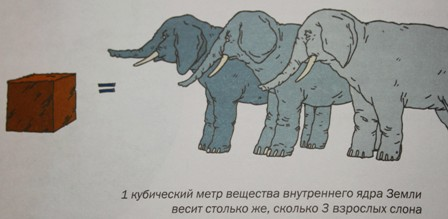 1 кубический метр вещества внутреннего ядра Земли
весит столько же, сколько 3 взрослых слона